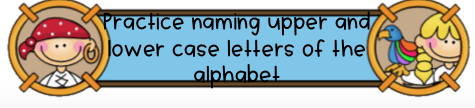 Practice naming upper and
lower case letters of the
alphabet